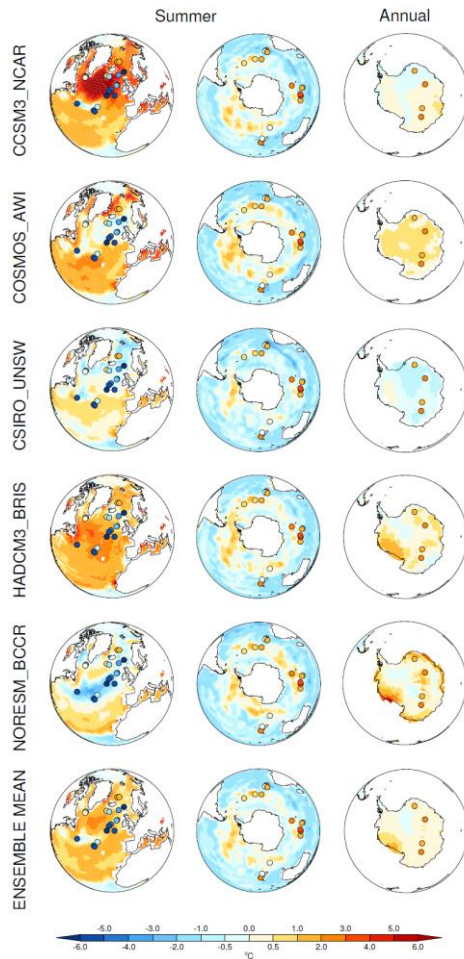 Summer Annual
CCSM3_NCAR
COSMOS_AWI
CSIRO_UNSW
HADCM3_BRIS
NORESM_BCCR
ENSEMBLE MEAN
-5.0 -3.0 -1.0 0.0 1.0 3.0 5.0
-6.0 -4.0 -2.0 -0.5 0.5 2.0 4.0 6.0
°C